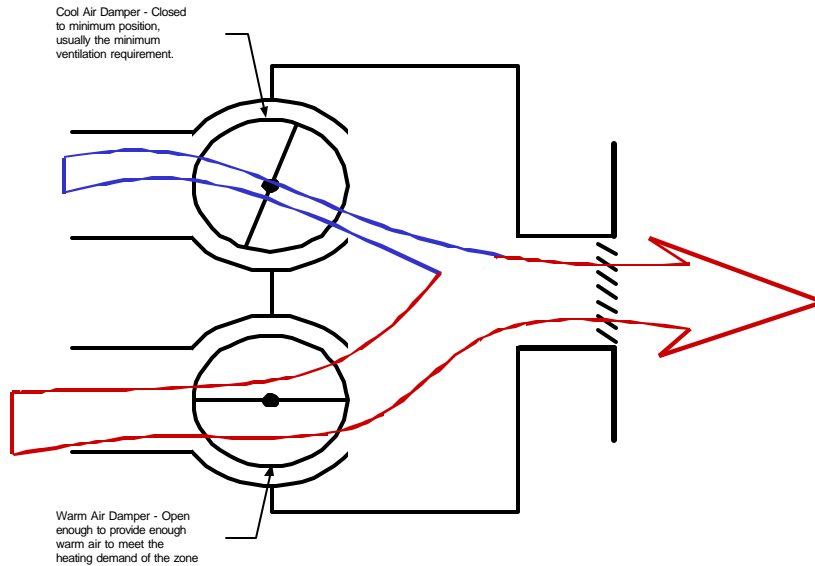 Cool Air Damper - Closed
to minimum position,
usually the minimum
ventilation requirement.
Warm Air Damper - Open
enough to provide enough
warm air to meet the
heating demand of the zone